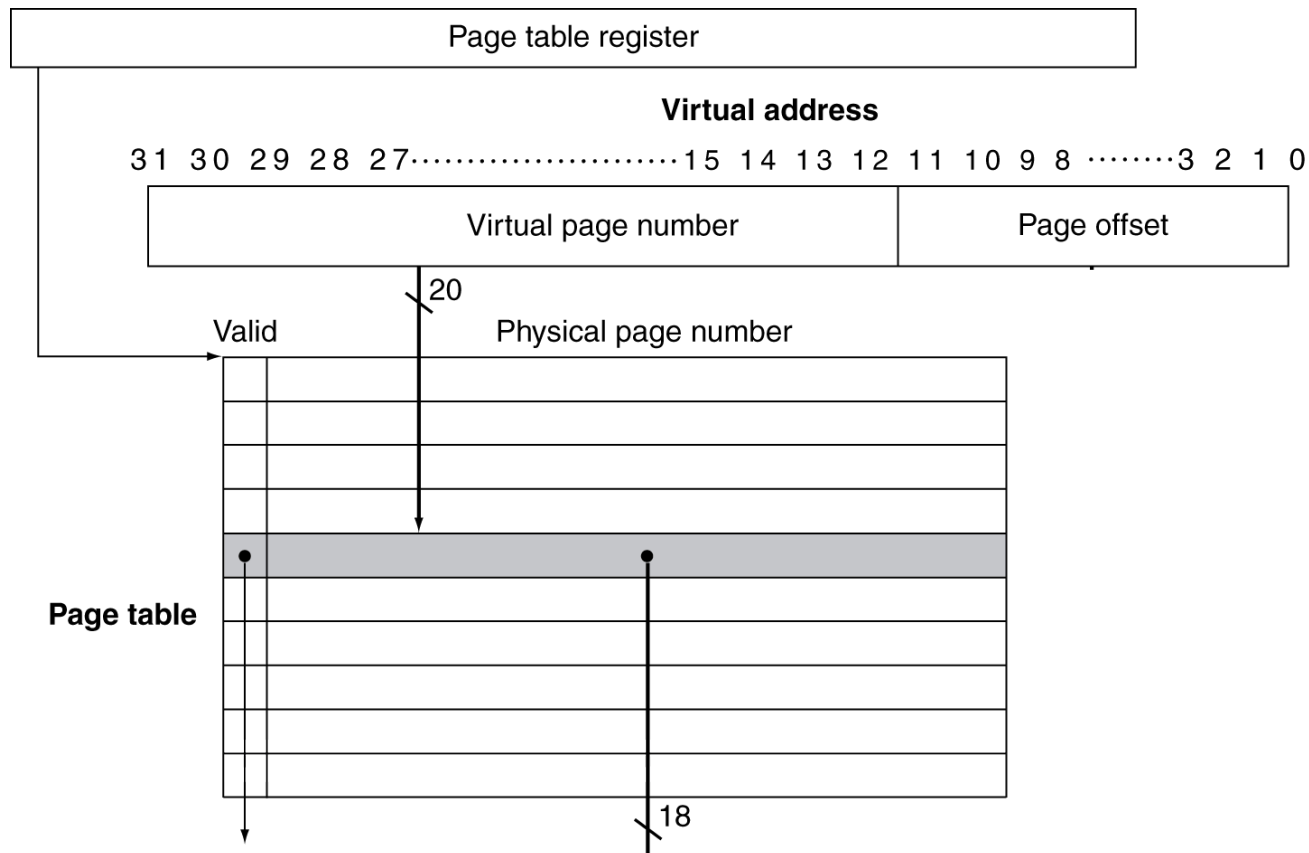 Page table register
Virtual address
31 30 29 28 27························15 14 13 12 11 10 9 8 ········3 2 1 0
Virtual page number Page offset
20
Valid Physical page number
Page table
18